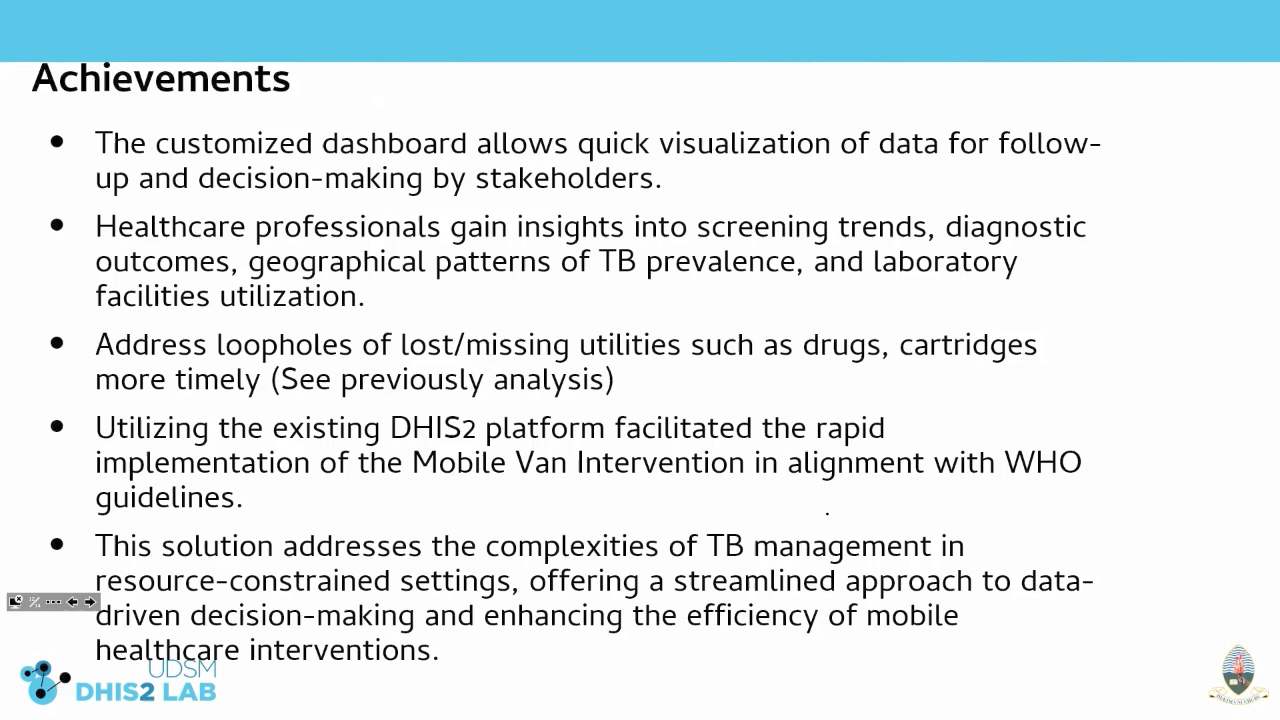 Achievements
• The customized dashboard allows quick visualization of data for follow-
up and decision-making by stakeholders.
• Healthcare professionals gain insights into screening trends, diagnostic
outcomes, geographical patterns of TB prevalence, and laboratory
facilities utilization.
• Address loopholes of lost/missing utilities such as drugs, cartridges
more timely (See previously analysis)
• Utilizing the existing DHIS2 platform facilitated the rapid
implementation of the Mobile Van Intervention in alignment with WHO
guidelines.
• This solution addresses the complexities of TB management in
resource-constrained settings, offering a streamlined approach to data-
driven decision-making and enhancing the efficiency of mobile
healthcare interventions.
UDSM
DHIS2 LAB